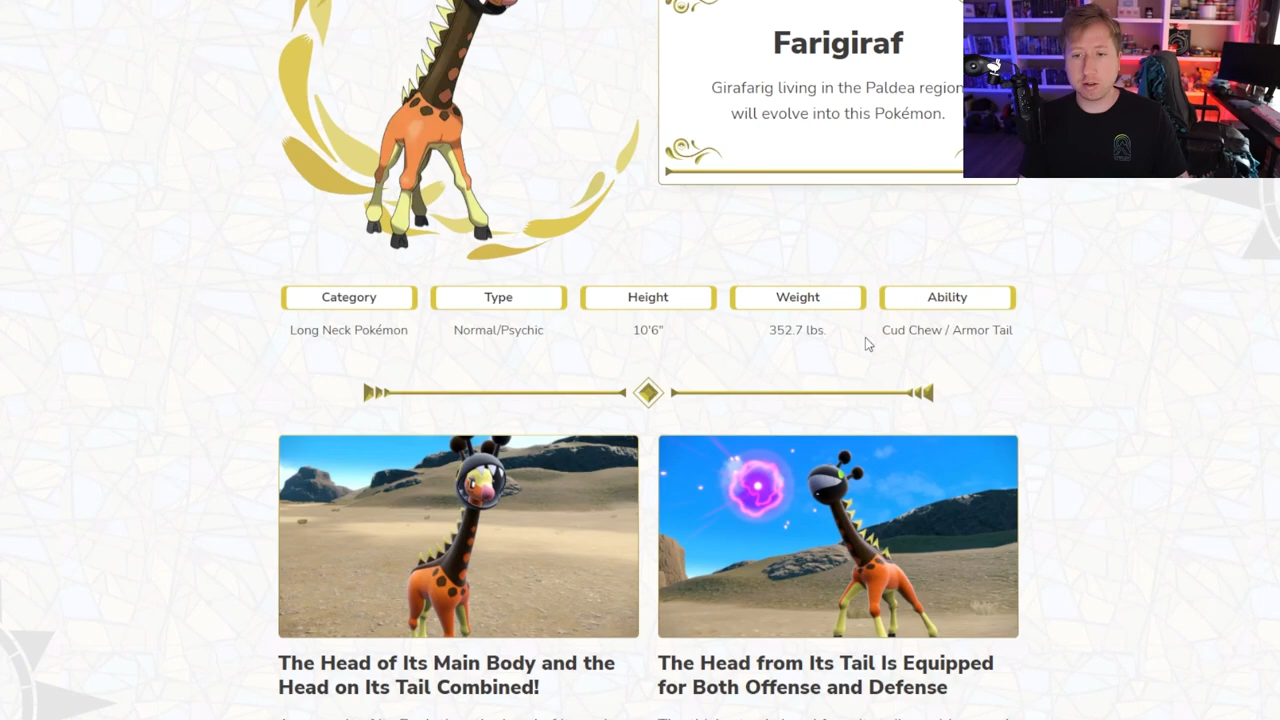 Farigiraf
Girafarig living in the Paldea region
will evolve into this Pokémon.
Category
Type
Height
Weight
Ability
Long Neck Pokémon
Normal/Psychic
10'6"
352.7 lbs.
Cud Chew / Armor Tail
The Head of Its Main Body and the
Head on Its Tail Combined!
The Head from Its Tail Is Equipped
for Both Offense and Defense